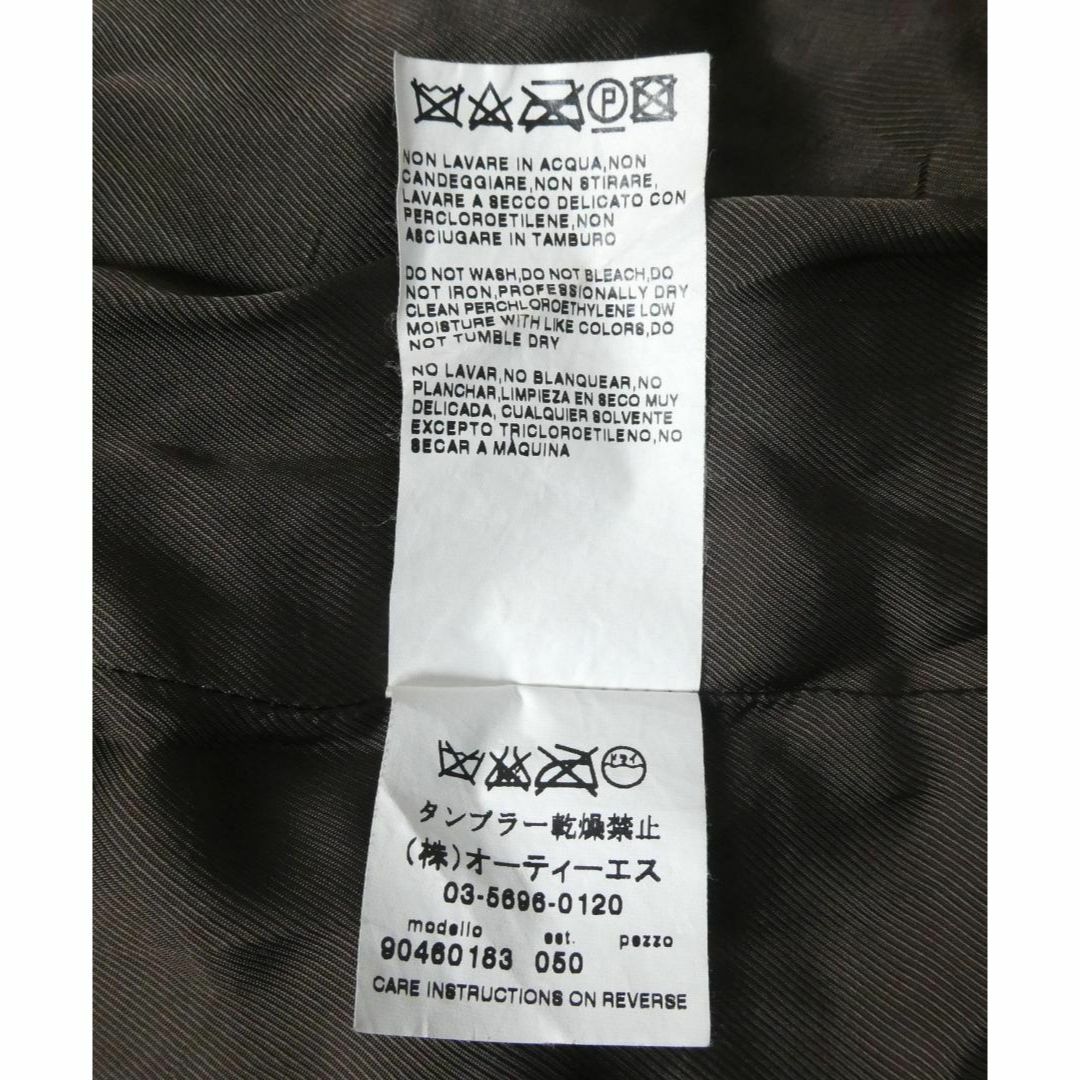 P
NON LAVARE IN ACQUA,NON
CANDEGGIARE,NON STIRARE,
LAVARE A SECCO DELICATO CON
PERCLOROETILENE,NON
ASCIUGARE IN TAMBURO
DO NOT WASH,DO NOT BLEACH,DO
NOT IRON,PROFESSIONALLY DRY
CLEAN PERCHLOROETHYLENE LOW
MOISTURE WITH LIKE COLORS,DO
NOT TUMBLE DRY
NO LAVAR,NO BLANQUEAR,NO
PLANCHAR,LIMPIEZA EN SECO MUY
DELICADA, CUALQUIER SOLVENTE
EXCEPTO TRICLOROETILENO,NO
SECAR A MÁQUINA
ドライ
タンブラー乾燥禁止
(株)オーティーエス
03-5696-0120
modello est. pezzo
90460183 050
CARE INSTRUCTIONS ON REVERSE